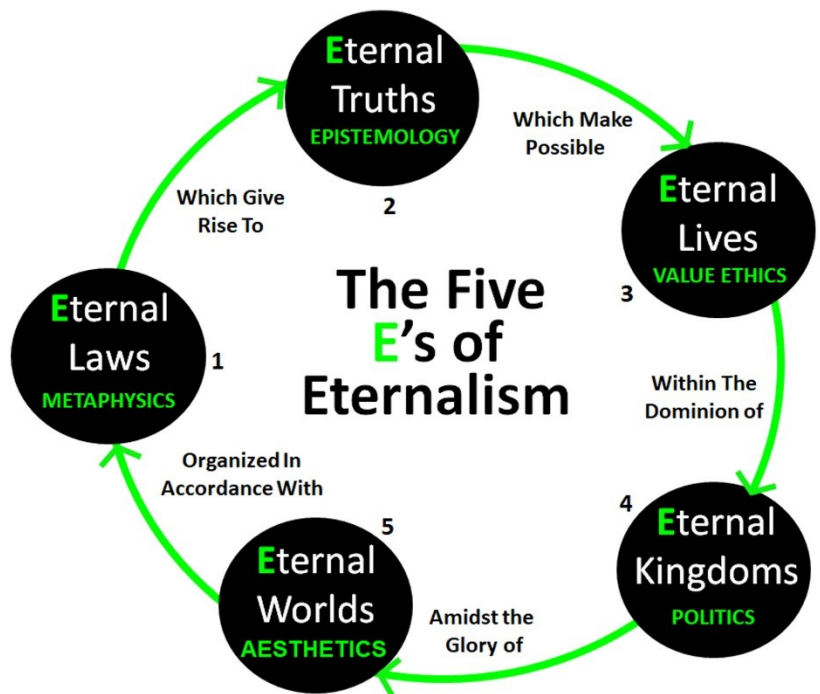 The Five
E's of
Eternalism
Eternal
Laws
METAPHYSICS
1
Which Give
Rise To
Eternal
Truths
EPISTEMOLOGY
2
Which Make
Possible
Eternal
Lives
VALUE ETHICS
3
Within The
Dominion of
4
Eternal
Kingdoms
POLITICS
Amidst the
Glory of
5
Eternal
Worlds
AESTHETICS
Organized In
Accordance With